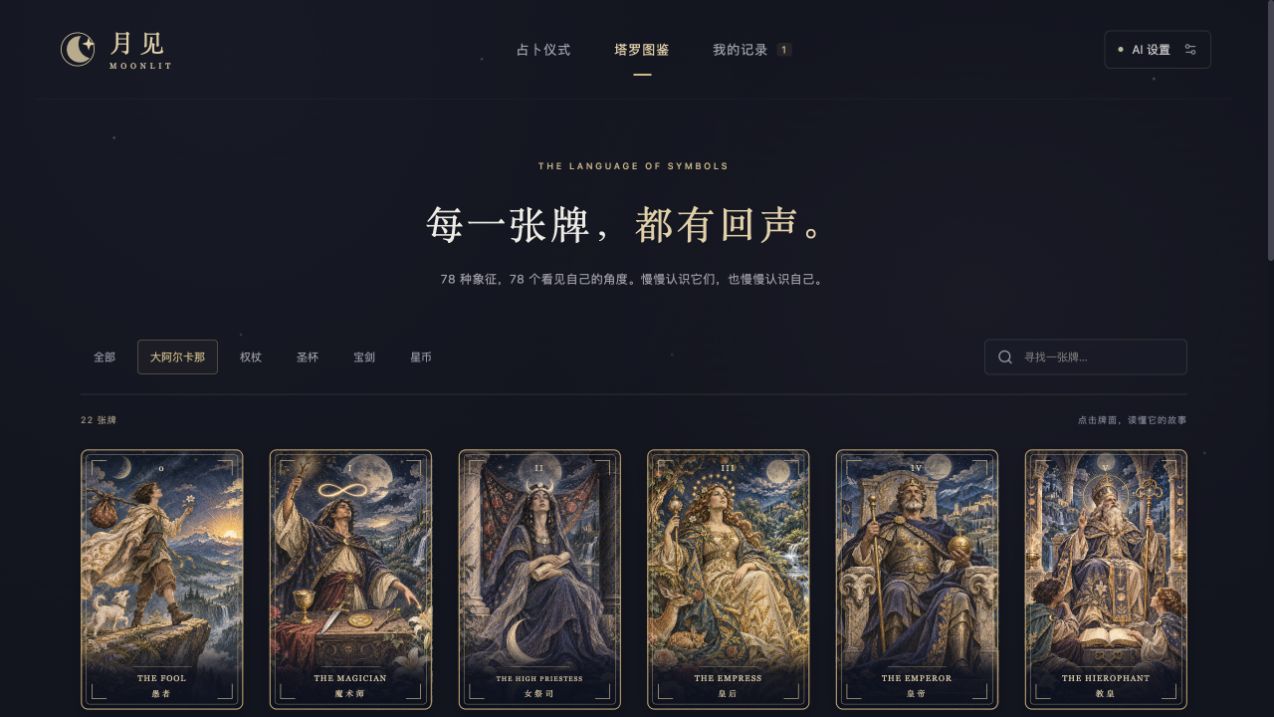 月见
MOONLIT
占卜仪式
塔罗图鉴
我的记录 1
AI 设置
THE LANGUAGE OF SYMBOLS
每一张牌，都有回声。
78 种象征，78 个看见自己的角度。慢慢认识它们，也慢慢认识自己。
全部
大阿尔卡那
权杖
圣杯
宝剑
星币
寻找一张牌...
22 张牌
点击牌面，读懂它的故事
0
THE FOOL
愚者
I
THE MAGICIAN
魔术师
II
THE HIGH PRIESTESS
女祭司
III
THE EMPRESS
皇后
IV
THE EMPEROR
皇帝
V
THE HIEROPHANT
教皇